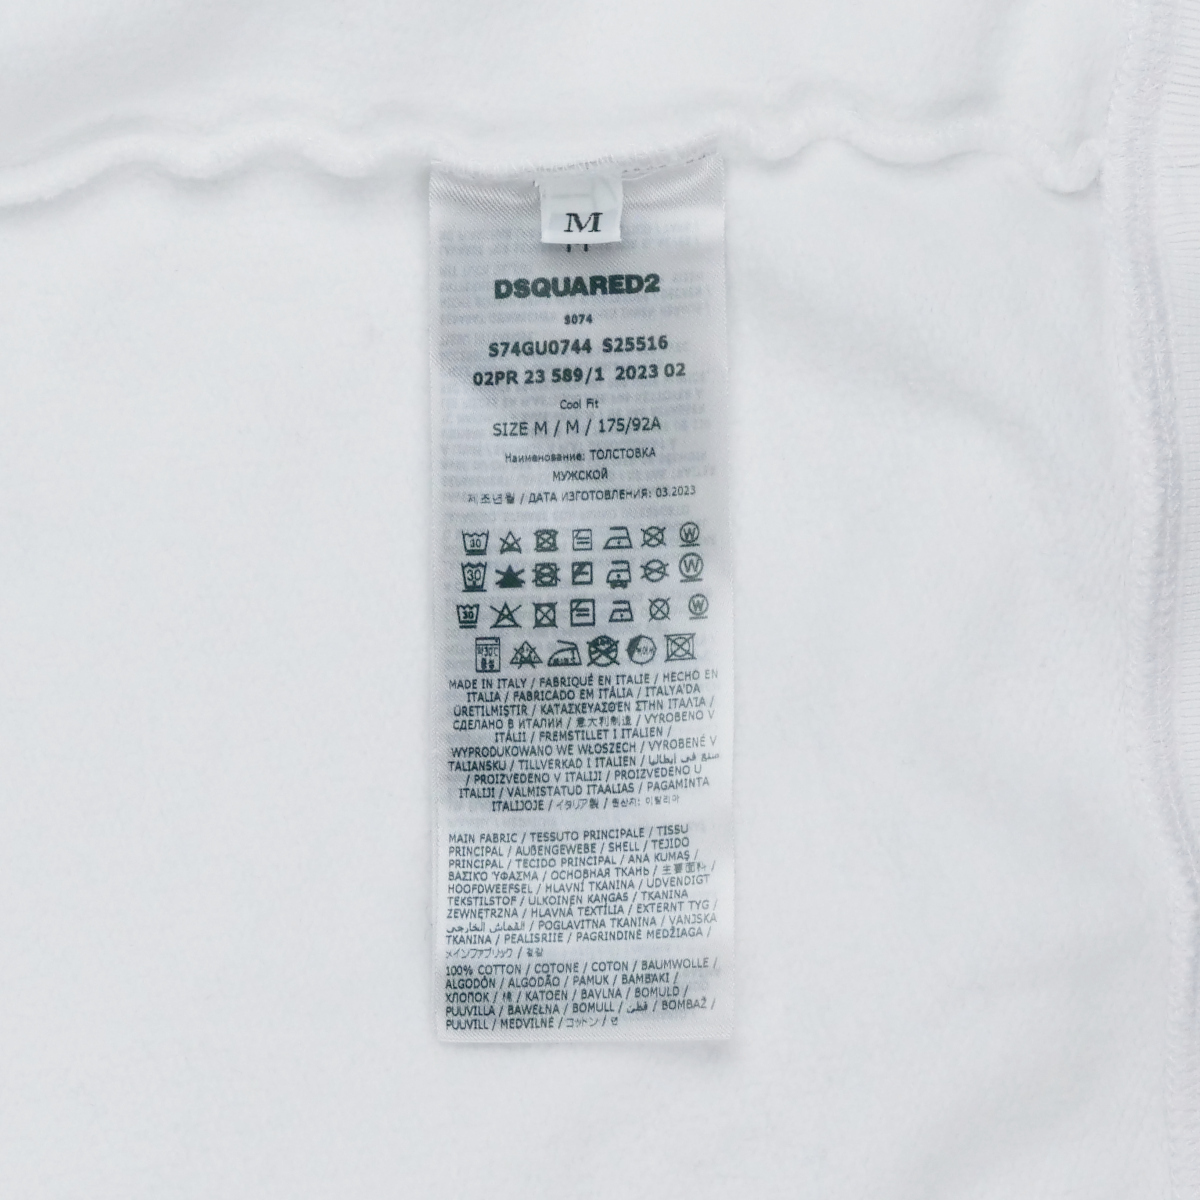 M
DSQUARED2
S074
S74GU0744 S25516
02PR 23 589/1 2023 02
Cool Fit
SIZE M / M / 175/92A
Наименование: ТОЛСТОВКА
МУЖСКОЙ
제조년월 / ДАТА ИЗГОТОВЛЕНИЯ: 03.2023
MADE IN ITALY / FABRIQUÉ EN ITALIE / HECHO EN
ITALIA / FABRICADO EM ITÁLIA / ITALYA'DA
ÜRETILMIŞTIR / ΚΑΤΑΣΚΕΥΑΣΘΕΝ ΣΤΗΝ ΙΤΑΛΙΑ /
СДЕЛАНО В ИТАЛИИ / 意大利制造 / VYROBENO V
ITÁLII / FREMSTILLET I ITALIEN /
WYPRODUKOWANO WE WŁOSZECH / VYROBENÉ V
TALIANSKU / TILLVERKAD I ITALIEN / صنع في إيطاليا
/ PROIZVEDENO V ITALIJI / PROIZVEDENO U
ITALIJI / VALMISTATUD ITAALIAS / PAGAMINTA
ITALIJOJE / イタリア製 / 원산지: 이탈리아
MAIN FABRIC / TESSUTO PRINCIPALE / TISSU
PRINCIPAL / AUßENGEWEBE / SHELL / TEJIDO
PRINCIPAL / TECIDO PRINCIPAL / ANA KUMAŞ /
ΒΑΣΙΚΌ ΎΦΑΣΜΑ / ОСНОВНАЯ ТКАНЬ / 主要面料 /
HOOFDWEEFSEL / HLAVNÍ TKANINA / UDVENDIGT
TEKSTILSTOF / ULKOINEN KANGAS / TKANINA
ZEWNĘTRZNA / HLAVNÁ TEXTÍLIA / EXTERNT TYG /
القماش الخارجي / POGLAVITNA TKANINA / VANJSKA
TKANINA / PEALISRIIE / PAGRINDINĖ MEDŽIAGA /
メインファブリック / 겉감
100% COTTON / COTONE / COTON / BAUMWOLLE /
ALGODÓN / ALGODÃO / PAMUK / ΒΑΜΒΑΚΙ /
ХЛОПОК / 棉 / KATOEN / BAVLNA / BOMULD /
PUUVILLA / BAWEŁNA / BOMULL / قطن / BOMBAŽ /
PUUVILL / MEDVILNĖ / コットン / 면